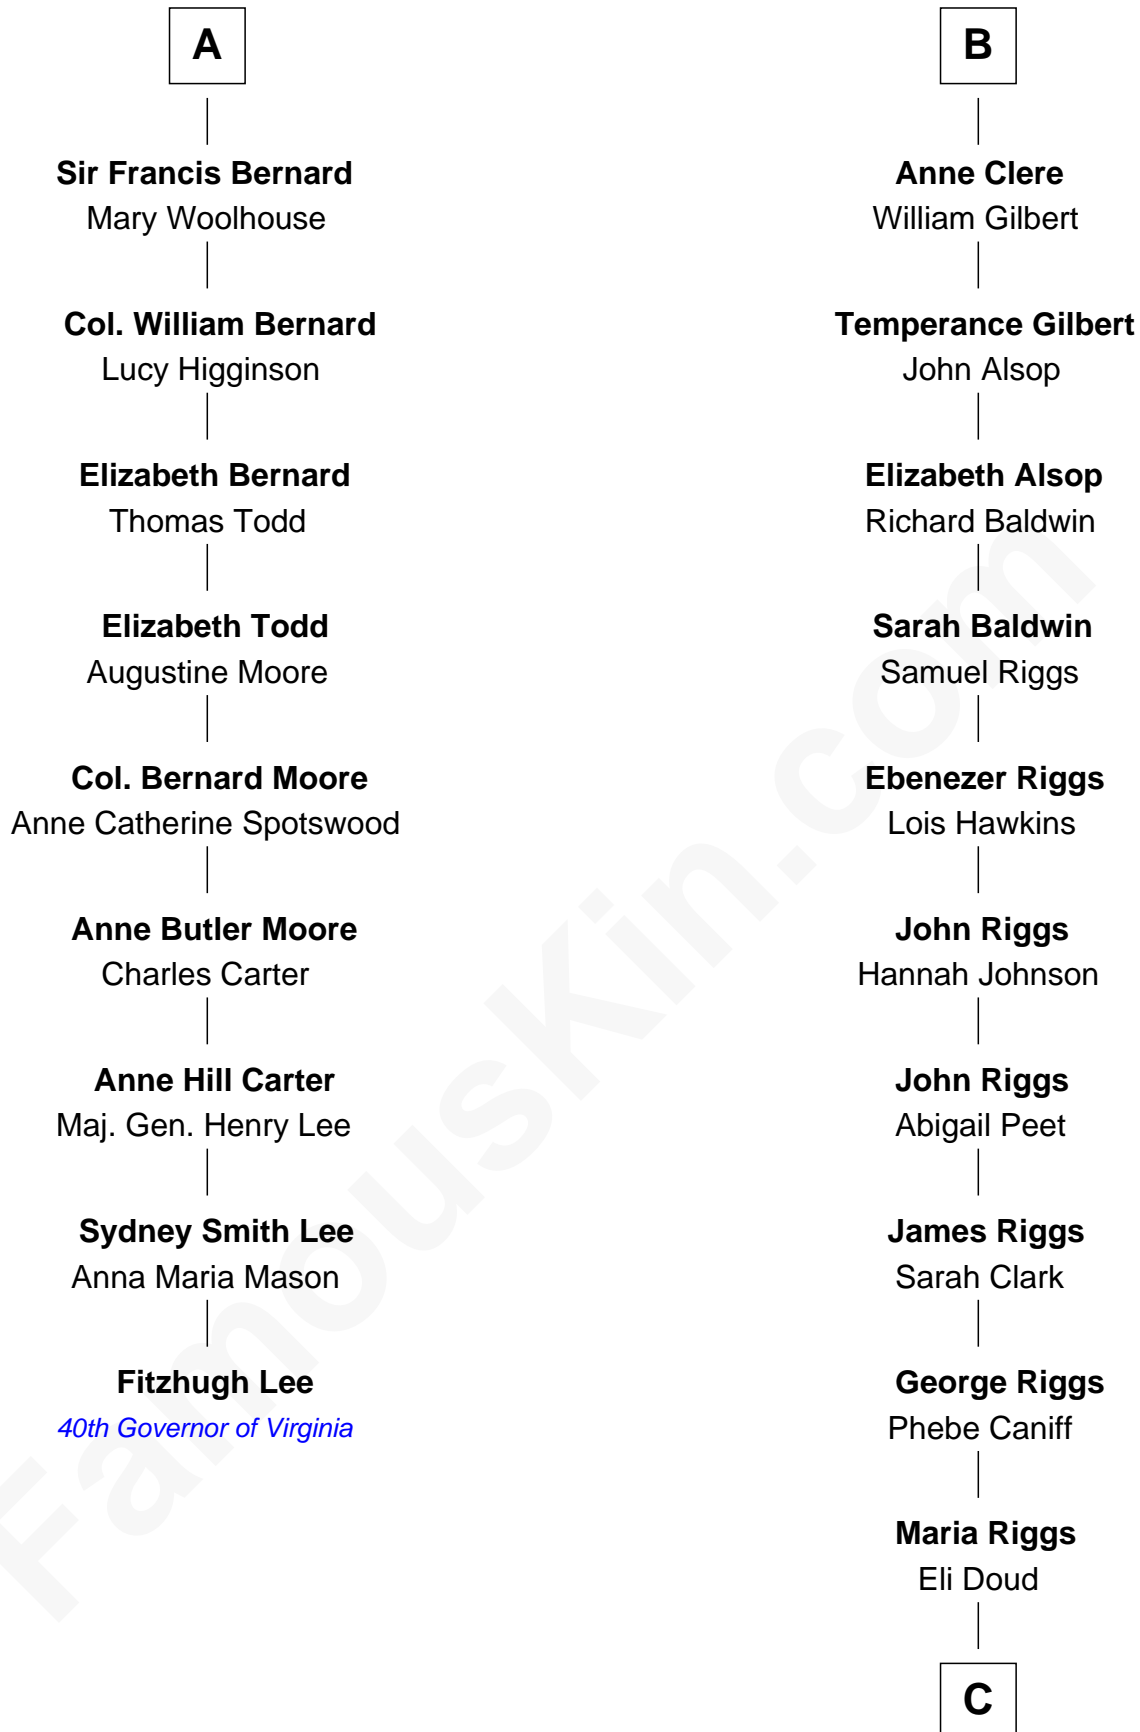 A
Sir Francis Bernard
Mary Woolhouse
Col. William Bernard
Lucy Higginson
Elizabeth Bernard
Thomas Todd
Elizabeth Todd
Augustine Moore
Col. Bernard Moore
Anne Catherine Spotswood
Anne Butler Moore
Charles Carter
Anne Hill Carter
Maj. Gen. Henry Lee
Sydney Smith Lee
Anna Maria Mason
Fitzhugh Lee
40th Governor of Virginia
B
Anne Clere
William Gilbert
Temperance Gilbert
John Alsop
Elizabeth Alsop
Richard Baldwin
Sarah Baldwin
Samuel Riggs
Ebenezer Riggs
Lois Hawkins
John Riggs
Hannah Johnson
John Riggs
Abigail Peet
James Riggs
Sarah Clark
George Riggs
Phebe Caniff
Maria Riggs
Eli Doud
C
FamousKin.com